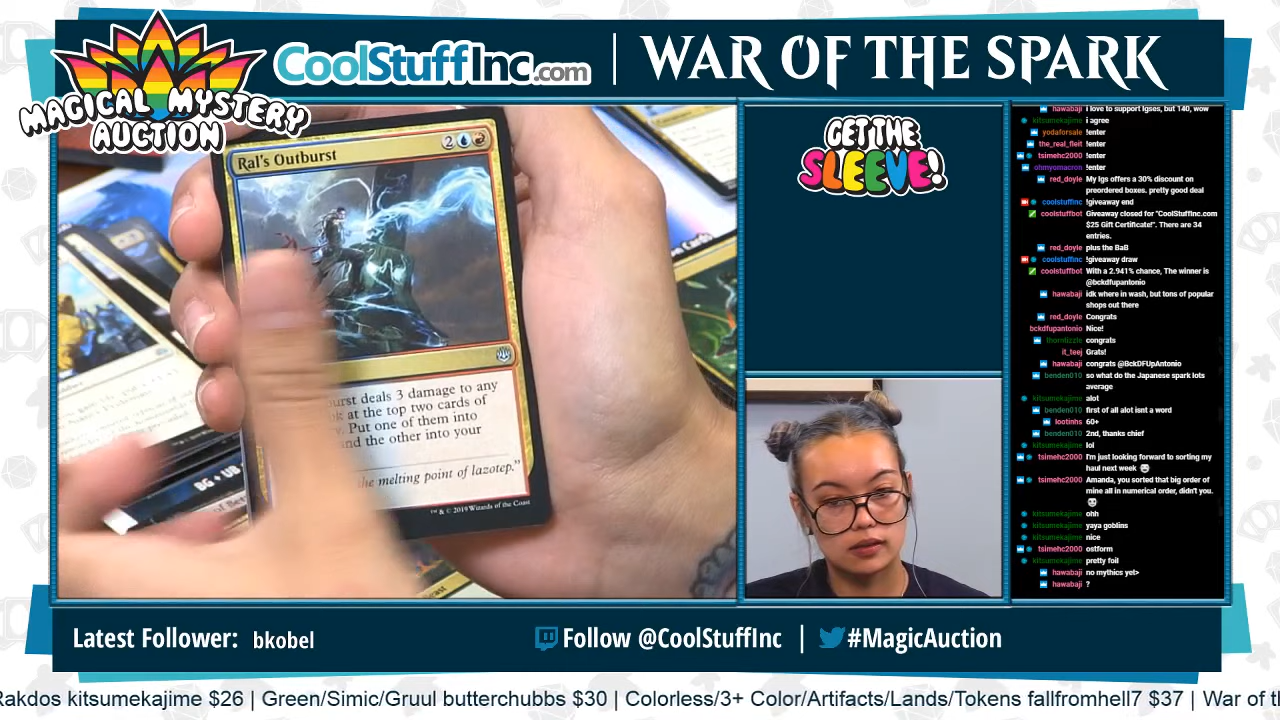 MAGICAL MYSTERY
AUCTION
CoolStuffInc.com
WAR OF THE SPARK
Ral's Outburst
2
urst deals 3 damage to any
at the top two cards of
Put one of them into
and the other into your
the melting point of lazotep."
™ & © 2019 Wizards of the Coast
BG + UB
GET THE
SLEEVE!
hawabaji i love to support lgses, but 140, wow
kitsumekajime i agree
yodaforsale !enter
the_real_fleit !enter
tsimehc2000 !enter
ohnyomacron !enter
red_doyle My lgs offers a 30% discount on
preordered boxes. pretty good deal
coolstuffinc !giveaway end
coolstuffbot Giveaway closed for "CoolStuffInc.com
$25 Gift Certificate!". There are 34
entries.
red_doyle plus the BaB
coolstuffinc !giveaway draw
coolstuffbot With a 2.941% chance, The winner is
@bckdfupantonio
hawabaji idk where in wash, but tons of popular
shops out there
red_doyle Congrats
bckdfupantonio Nice!
thornlizzle congrats
it_teej Grats!
hawabaji congrats @BckDFUpAntonio
benden010 so what do the Japanese spark lots
average
kitsumekajime alot
benden010 first of all alot isnt a word
lootinhs 60+
benden010 2nd, thanks chief
kitsumekajime lol
tsimehc2000 I'm just looking forward to sorting my
haul next week
tsimehc2000 Amanda, you sorted that big order of
mine all in numerical order, didn't you.
kitsumekajime ohh
kitsumekajime yaya goblins
kitsumekajime nice
tsimehc2000 ostform
kitsumekajime pretty foil
hawabaji no mythics yet>
hawabaji ?
Latest Follower: bkobel
Follow @CoolStuffInc | #MagicAuction
Rakdos kitsumekajime $26 | Green/Simic/Gruul butterchubbs $30 | Colorless/3+ Color/Artifacts/Lands/Tokens fallfromhell7 $37 | War of t